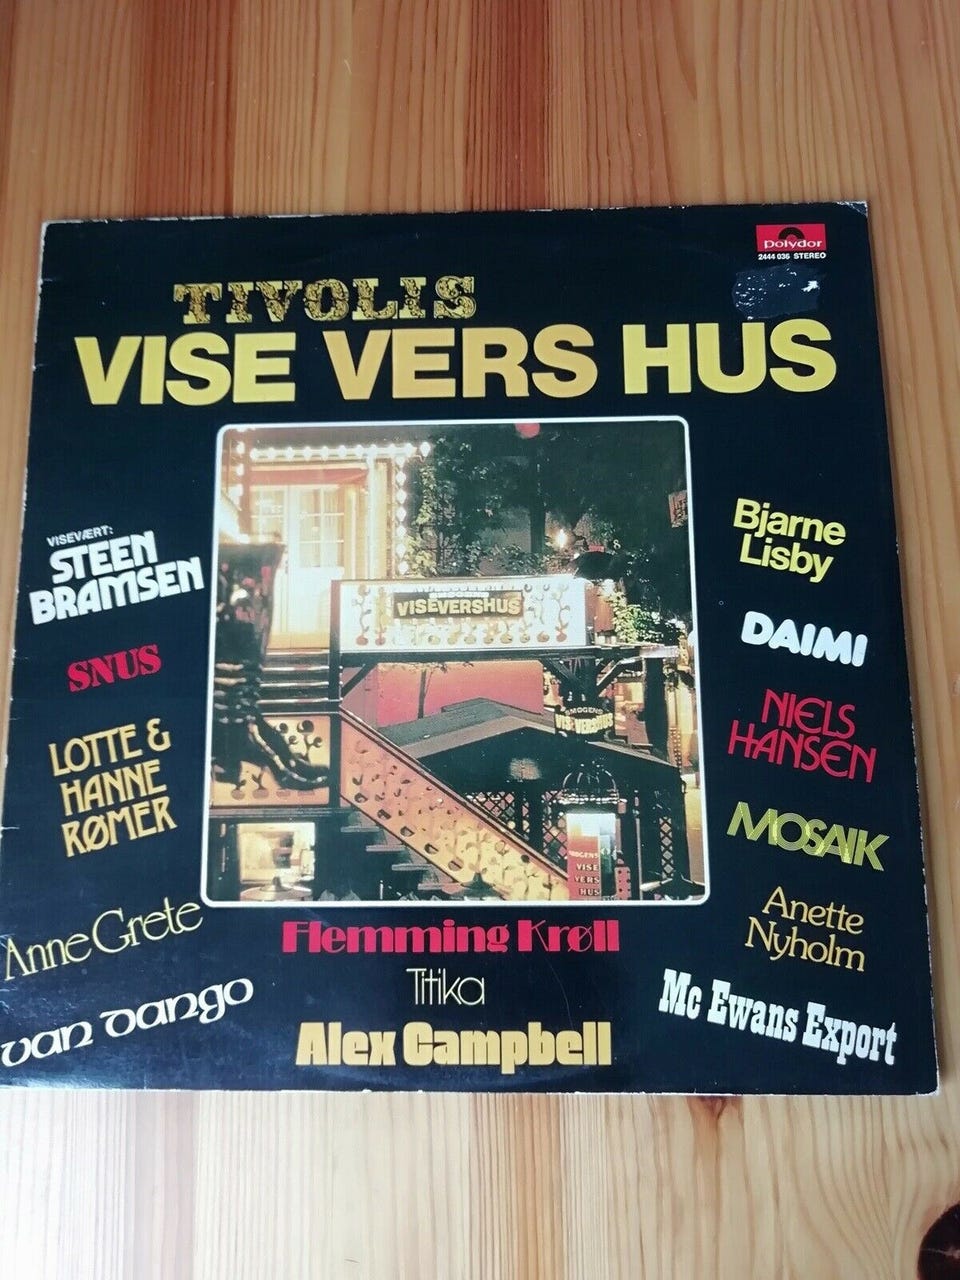 Polydor
2444 036 STEREO
TIVOLIS
VISE VERS HUS
VISEVÆRT:
STEEN
BRAMSEN
SNUS
LOTTE &
HANNE
RØMER
Anne Grete
van dango
VISEVERSHUS
MOGENS
VISE VERSHUS
MOGENS
VISE
VERS
HUS
Flemming Krøll
Titika
Alex Campbell
Bjarne
Lisby
DAIMI
NIELS
HANSEN
MOSAIK
Anette
Nyholm
Mc Ewans Export